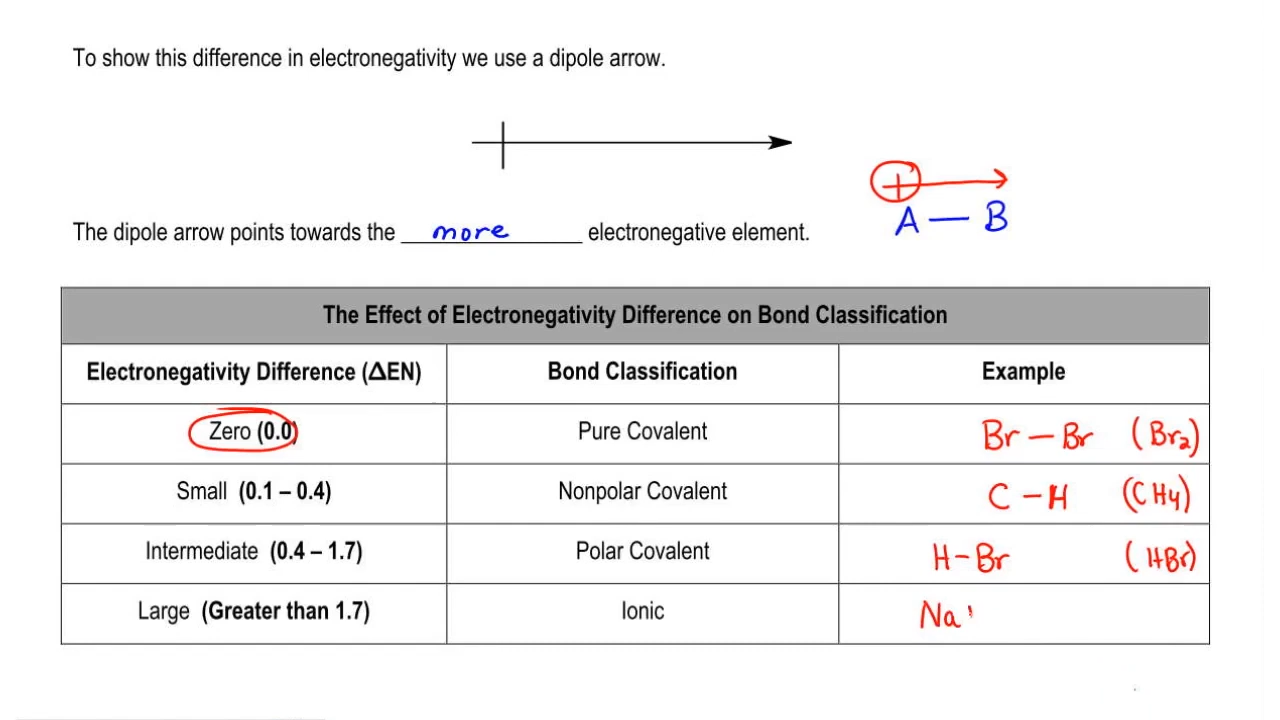 To show this difference in electronegativity we use a dipole arrow.
+
A — B
The dipole arrow points towards the more electronegative element.
The Effect of Electronegativity Difference on Bond Classification
Electronegativity Difference (ΔEN) Bond Classification Example
Zero (0.0) Pure Covalent Br — Br (Br2)
Small (0.1 – 0.4) Nonpolar Covalent C – H (CH4)
Intermediate (0.4 – 1.7) Polar Covalent H – Br (HBr)
Large (Greater than 1.7) Ionic Na